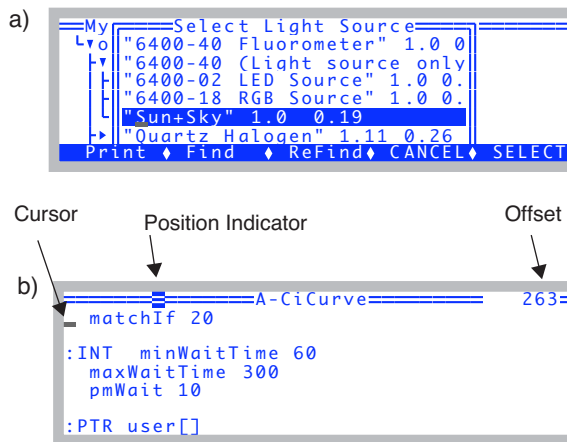 a)
My Select Light Source
o "6400-40 Fluorometer" 1.0 0
"6400-40 (Light source only
"6400-02 LED Source" 1.0 0.
"6400-18 RGB Source" 1.0 0.
"Sun+Sky" 1.0 0.19
"Quartz Halogen" 1.11 0.26
Print ♦ Find ♦ ReFind♦ CANCEL♦ SELECT
Cursor Position Indicator Offset
b)
A-CiCurve 263
matchIf 20
:INT minWaitTime 60
maxWaitTime 300
pmWait 10
:PTR user[]